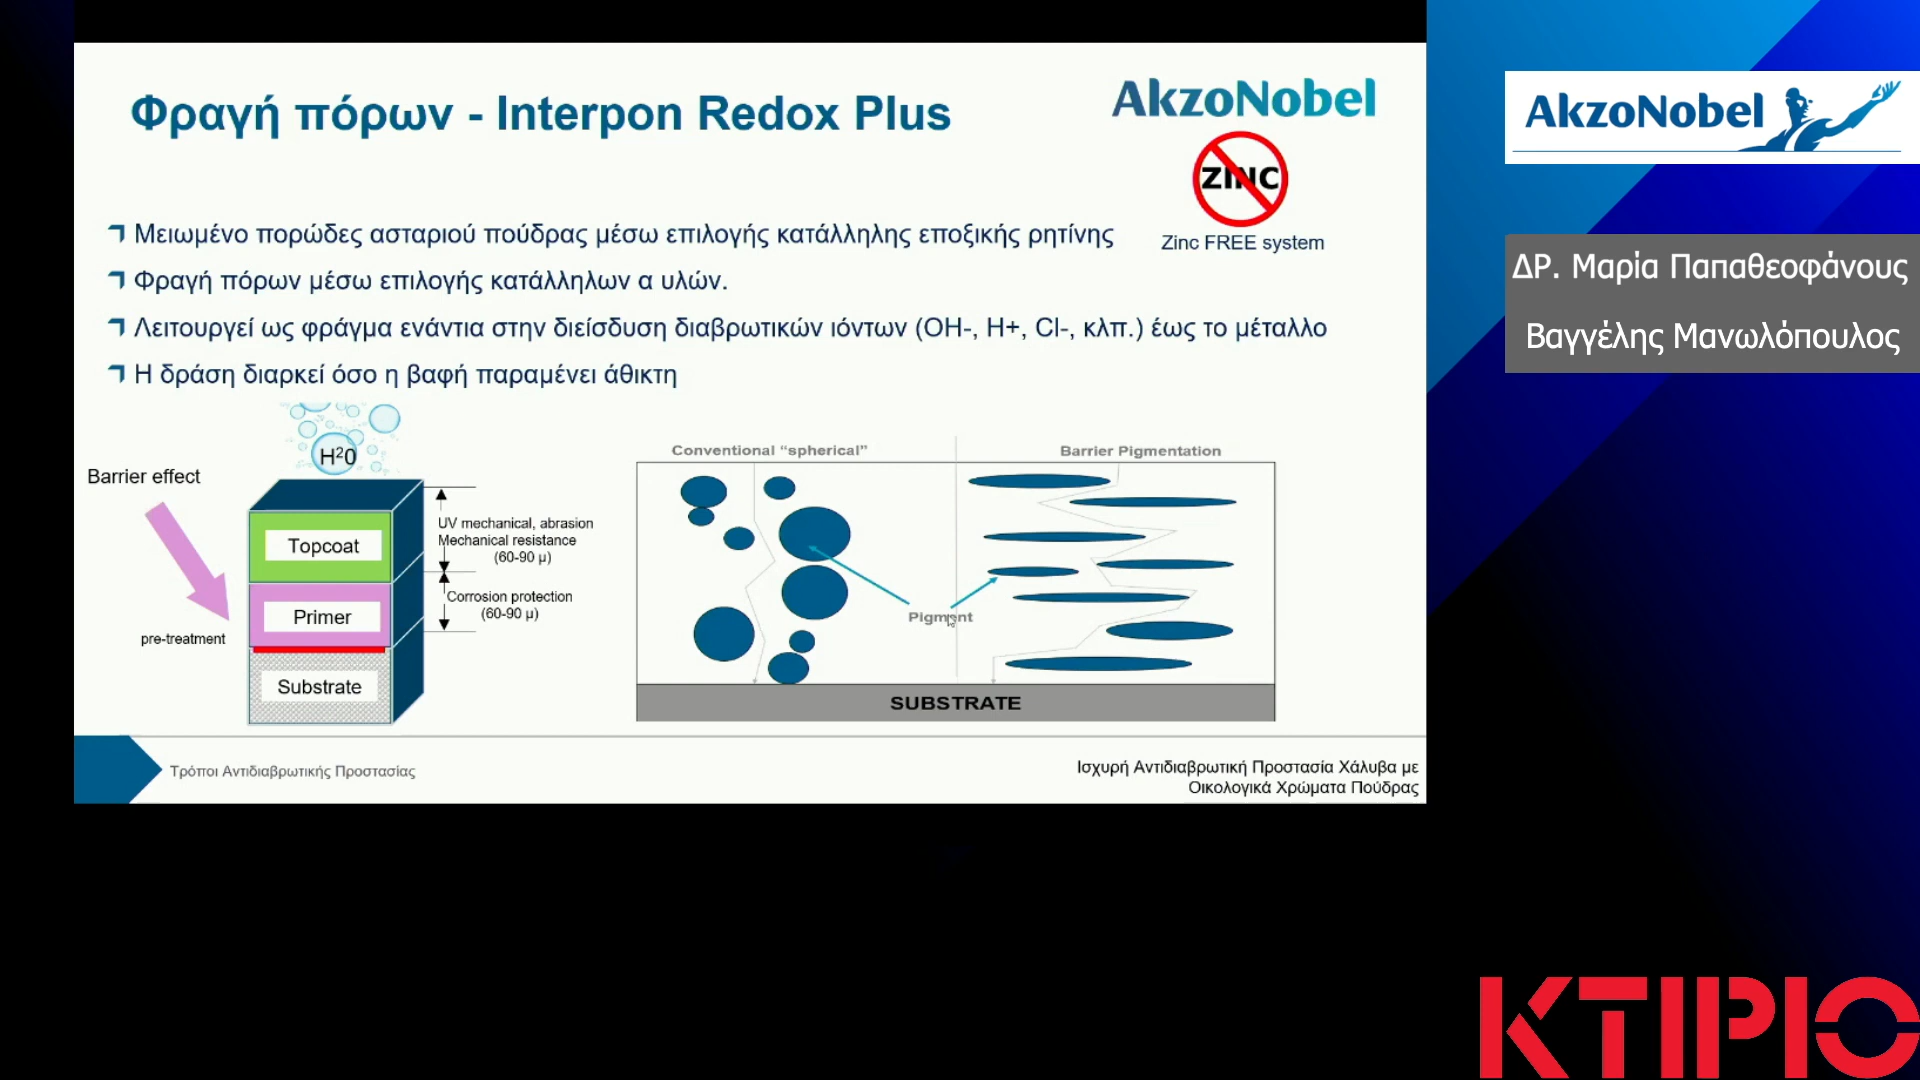 Φραγή πόρων - Interpon Redox Plus
AkzoNobel
ZINC
Zinc FREE system
Μειωμένο πορώδες ασταριού πούδρας μέσω επιλογής κατάλληλης εποξικής ρητίνης
Φραγή πόρων μέσω επιλογής κατάλληλων α υλών.
Λειτουργεί ως φράγμα ενάντια στην διείσδυση διαβρωτικών ιόντων (OH-, H+, Cl-, κλπ.) έως το μέταλλο
Η δράση διαρκεί όσο η βαφή παραμένει άθικτη
H²0
Barrier effect
Topcoat
Primer
pre-treatment
Substrate
UV mechanical, abrasion
Mechanical resistance
(60-90 μ)
Corrosion protection
(60-90 μ)
Conventional “spherical”
Barrier Pigmentation
Pigment
SUBSTRATE
Τρόποι Αντιδιαβρωτικής Προστασίας
Ισχυρή Αντιδιαβρωτική Προστασία Χάλυβα με
Οικολογικά Χρώματα Πούδρας
AkzoNobel
ΔΡ. Μαρία Παπαθεοφάνους
Βαγγέλης Μανωλόπουλος
ΚΤΙΡΙΟ